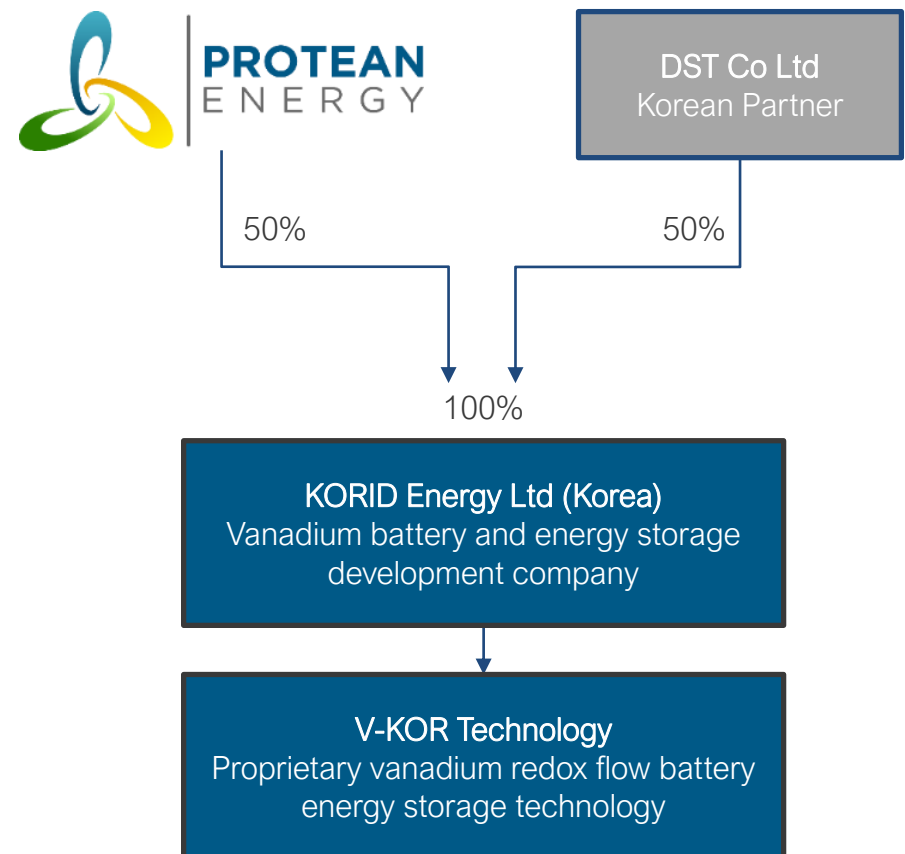 PROTEAN
ENERGY
DST Co Ltd
Korean Partner
50%
50%
100%
KORID Energy Ltd (Korea)
Vanadium battery and energy storage
development company
V-KOR Technology
Proprietary vanadium redox flow battery
energy storage technology